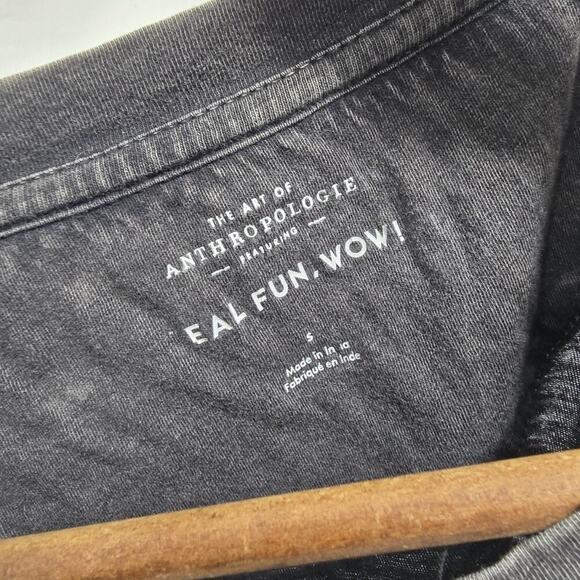 THE ART OF
ANTHROPOLOGIE
— FEATURING —
EAL FUN, WOW!
S
Made in In ia
Fabriqué en Inde